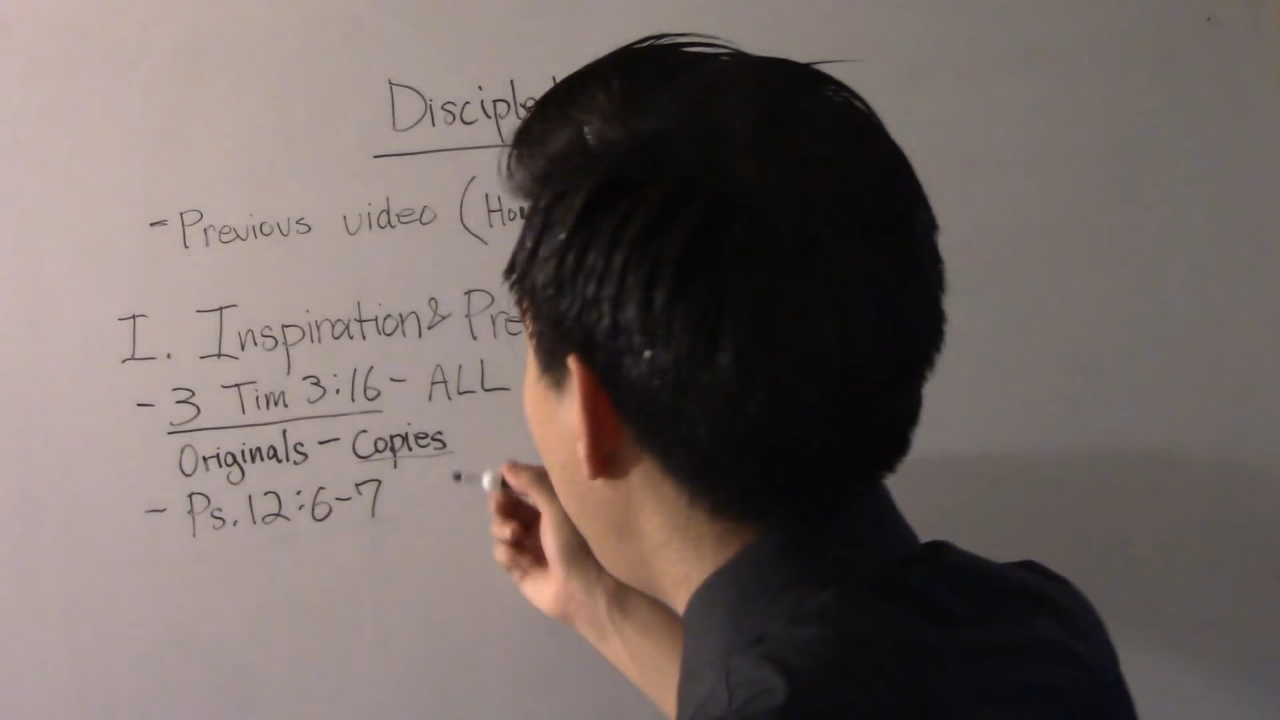 Disciple
- Previous video (Ho
I. Inspiration & Pre
- 3 Tim 3:16 - ALL
Originals - Copies
- Ps. 12:6-7